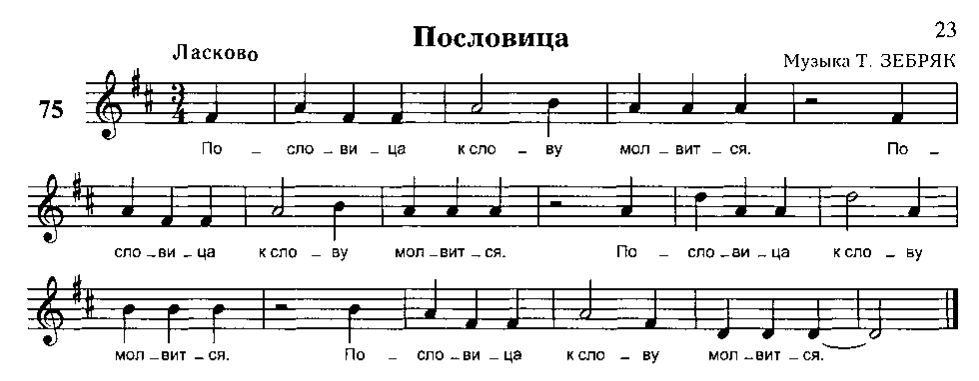 Пословица
23
Ласково
Музыка Т. ЗЕБРЯК
75
3
4
По – сло – ви – ца к сло – ву мол – вит – ся. По –
сло – ви – ца к сло – ву мол – вит – ся. По – сло – ви – ца к сло – ву
мол – вит – ся. По – сло – ви – ца к сло – ву мол – вит – ся.